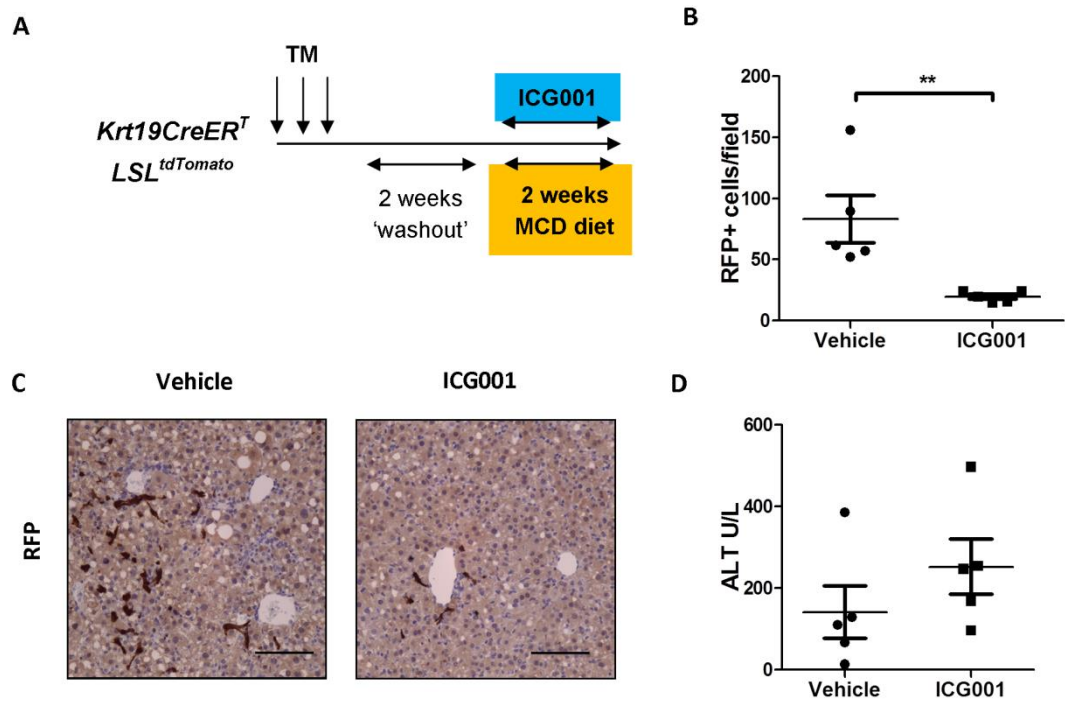 A
TM
Krt19CreER^T
LSL^tdTomato
ICG001
2 weeks
'washout'
2 weeks
MCD diet
B
RFP+ cells/field
200
150
100
50
0
**
Vehicle
ICG001
C
Vehicle
ICG001
RFP
D
ALT U/L
600
400
200
0
Vehicle
ICG001